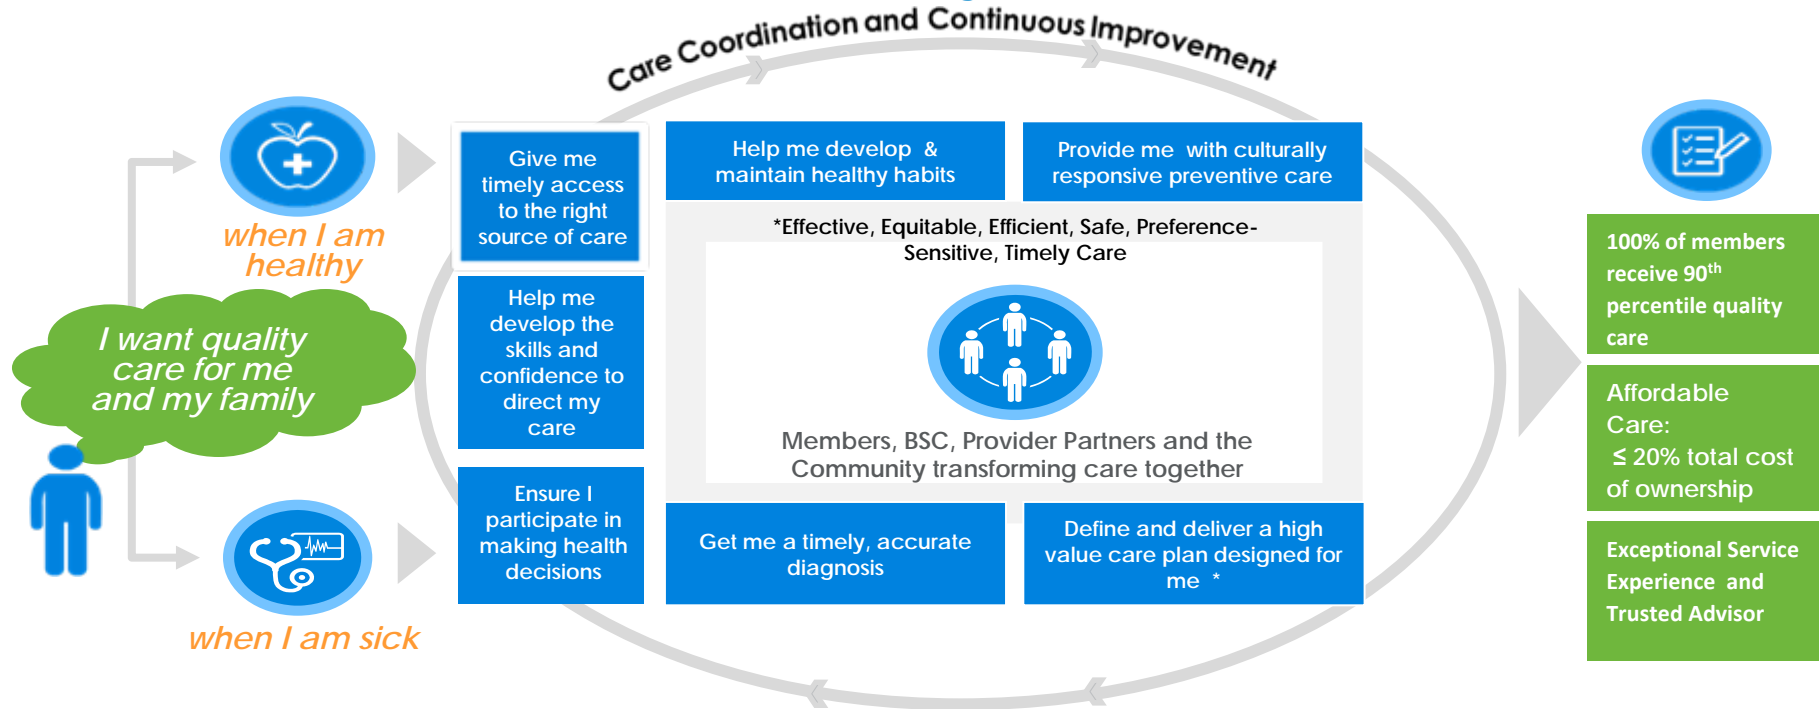 Care Coordination and Continuous Improvement
when I am
healthy
I want quality
care for me
and my family
when I am sick
Give me
timely access
to the right
source of care
Help me
develop the
skills and
confidence to
direct my
care
Ensure I
participate in
making health
decisions
Help me develop & 
maintain healthy habits
Provide me with culturally
responsive preventive care
*Effective, Equitable, Efficient, Safe, Preference-
Sensitive, Timely Care
Members, BSC, Provider Partners and the
Community transforming care together
Get me a timely, accurate
diagnosis
Define and deliver a high
value care plan designed for
me *
100% of members
receive 90th
percentile quality
care
Affordable
Care:
≤ 20% total cost
of ownership
Exceptional Service
Experience and
Trusted Advisor